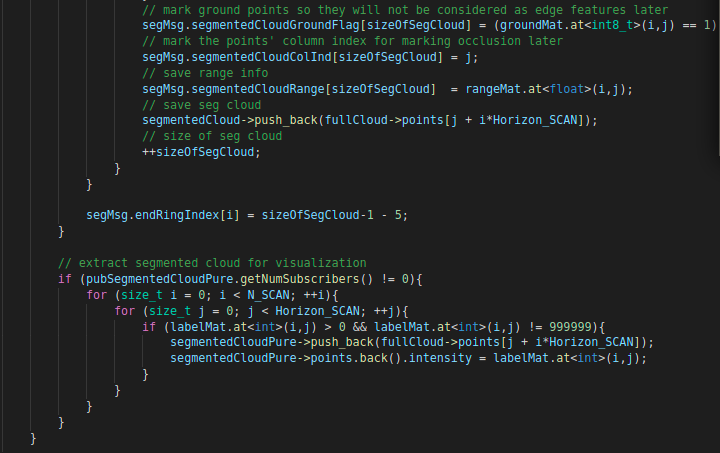 // mark ground points so they will not be considered as edge features later
segMsg.segmentedCloudGroundFlag[sizeOfSegCloud] = (groundMat.at<int8_t>(i,j) == 1)
// mark the points' column index for marking occlusion later
segMsg.segmentedCloudColInd[sizeOfSegCloud] = j;
// save range info
segMsg.segmentedCloudRange[sizeOfSegCloud]  = rangeMat.at<float>(i,j);
// save seg cloud
segmentedCloud->push_back(fullCloud->points[j + i*Horizon_SCAN]);
// size of seg cloud
++sizeOfSegCloud;
}
}
segMsg.endRingIndex[i] = sizeOfSegCloud-1 - 5;
}
// extract segmented cloud for visualization
if (pubSegmentedCloudPure.getNumSubscribers() != 0){
for (size_t i = 0; i < N_SCAN; ++i){
for (size_t j = 0; j < Horizon_SCAN; ++j){
if (labelMat.at<int>(i,j) > 0 && labelMat.at<int>(i,j) != 999999){
segmentedCloudPure->push_back(fullCloud->points[j + i*Horizon_SCAN]);
segmentedCloudPure->points.back().intensity = labelMat.at<int>(i,j);
}
}
}
}
}